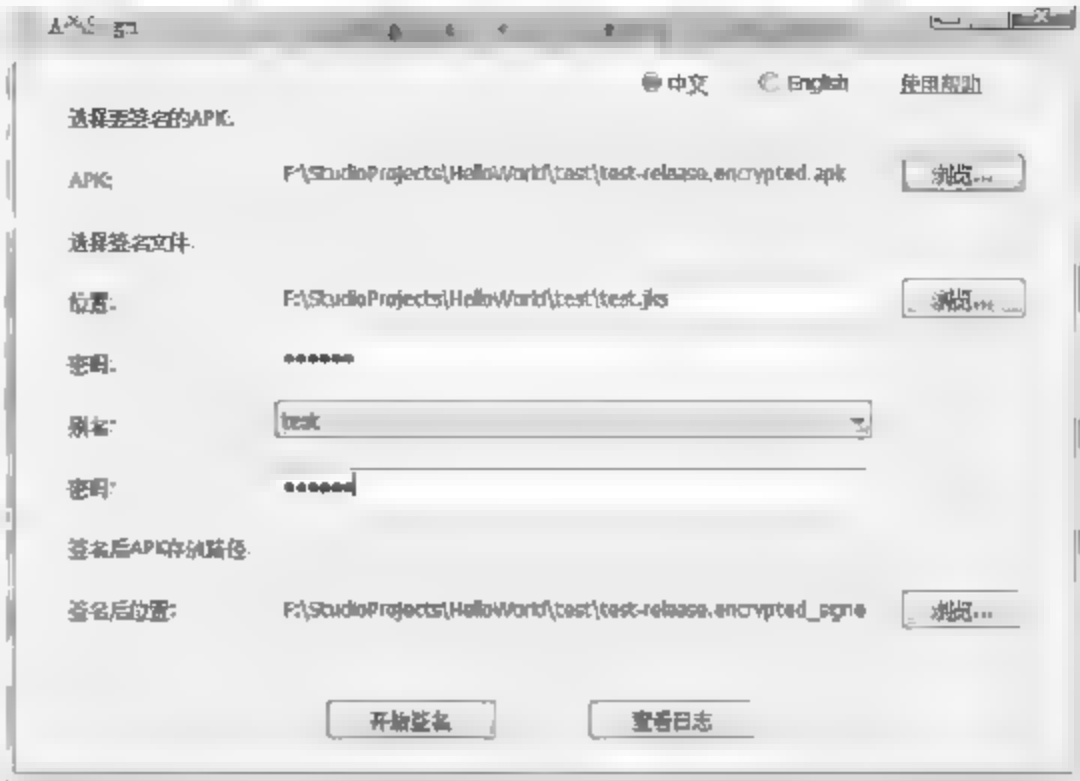 中文 English 使用帮助
选择要签名的APK:
APK: F:\StudioProjects\HelloWorld\test\test-release.encrypted.apk 浏览...
选择签名文件:
位置: F:\StudioProjects\HelloWorld\test\test.jks 浏览...
密码: ●●●●●●
别名: test
密码: ●●●●●●
签名后APK存储路径:
签名后位置: F:\StudioProjects\HelloWorld\test\test-release.encrypted_signe 浏览...
开始签名 查看日志